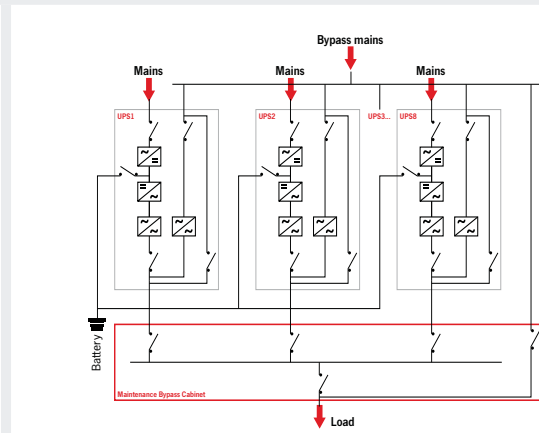 Bypass mains
Mains
Mains
Mains
UPS1
UPS2
UPS3...
UPS8
Battery
Maintenance Bypass Cabinet
Load